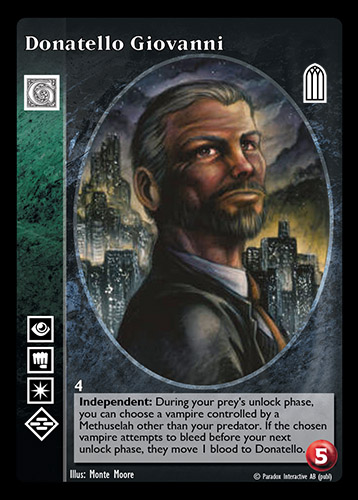 Donatello Giovanni
G
4
Independent: During your prey's unlock phase,
you can choose a vampire controlled by a
Methuselah other than your predator. If the chosen
vampire attempts to bleed before your next
unlock phase, they move 1 blood to Donatello.
5
Illus: Monte Moore
© Paradox Interactive AB (publ)